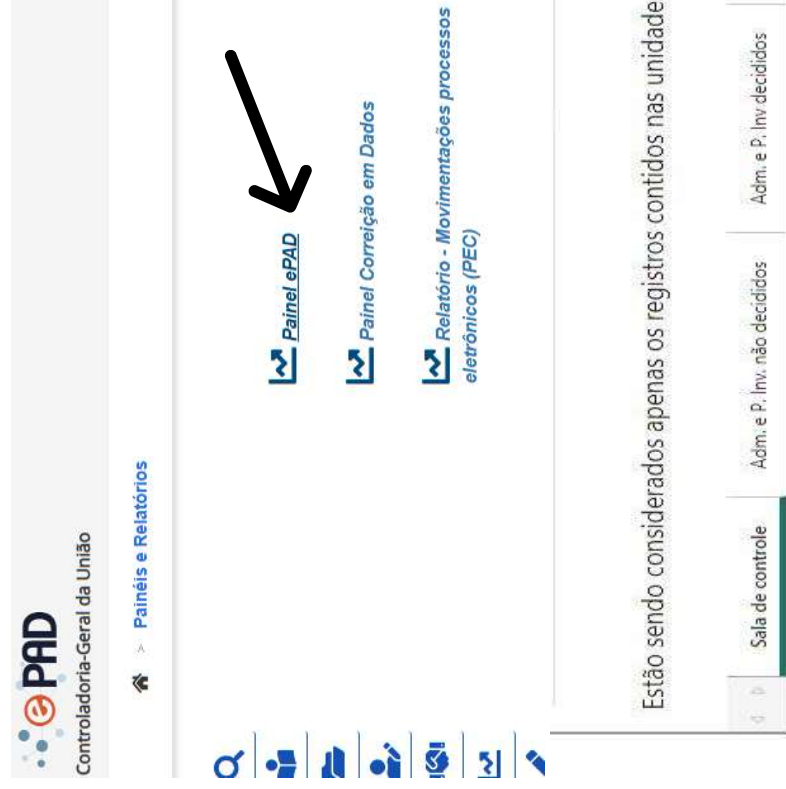 ePAD
Controladoria-Geral da União
> Painéis e Relatórios
Painel ePAD
Painel Correição em Dados
Relatório - Movimentações processos
eletrônicos (PEC)
Estão sendo considerados apenas os registros contidos nas unidade
Sala de controle Adm. e P. Inv. não decididos Adm. e P. Inv decididos